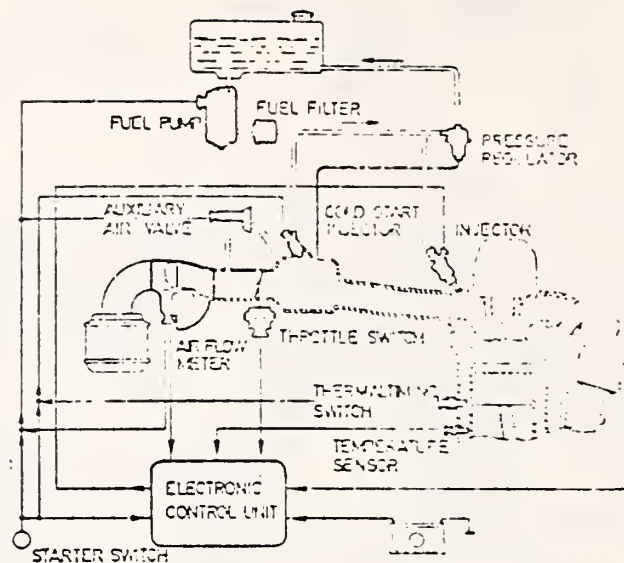 FUEL PUMP
FUEL FILTER
PRESSURE
REGULATOR
AUXILIARY
AIR VALVE
COLD START
INJECTOR
INJECTOR
AIR FLOW
METER
THROTTLE SWITCH
THERMALTIMING
SWITCH
TEMPERATURE
SENSOR
ELECTRONIC
CONTROL UNIT
STARTER SWITCH